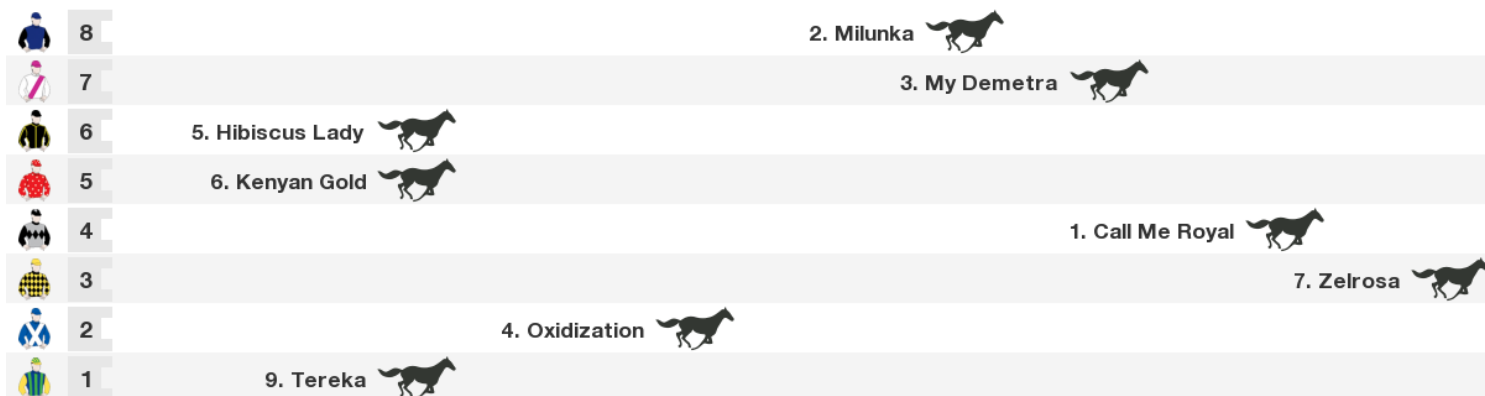 8 2. Milunka
7 3. My Demetra
6 5. Hibiscus Lady
5 6. Kenyan Gold
4 1. Call Me Royal
3 7. Zelrosa
2 4. Oxidization
1 9. Tereka